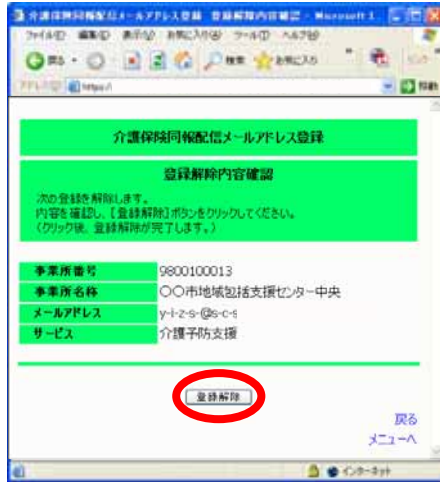 介護保険同報配信メールアドレス登録 登録解除内容確認 - Microsoft I
ファイル(F) 編集(E) 表示(V) お気に入り(A) ツール(T) ヘルプ(H)
戻る 検索 お気に入り
アドレス(D) https:// 移動
介護保険同報配信メールアドレス登録
登録解除内容確認
次の登録を解除します。
内容を確認し、【登録解除】ボタンをクリックしてください。
（クリック後、登録解除が完了します。）
事業所番号 9800100013
事業所名称 〇〇市地域包括支援センター中央
メールアドレス y-i-z-s-@s-c-s
サービス 介護予防支援
登録解除
戻る
メニューへ
インターネット